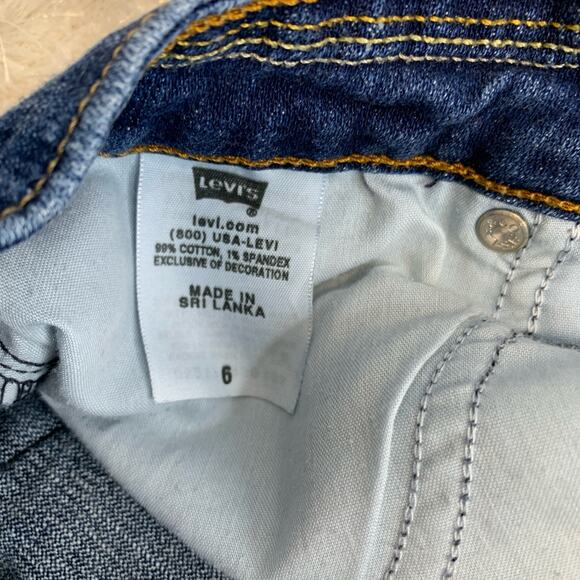 Levi's ®
levi.com
(800) USA-LEVI
99% COTTON, 1% SPANDEX
EXCLUSIVE OF DECORATION
MADE IN
SRI LANKA
6